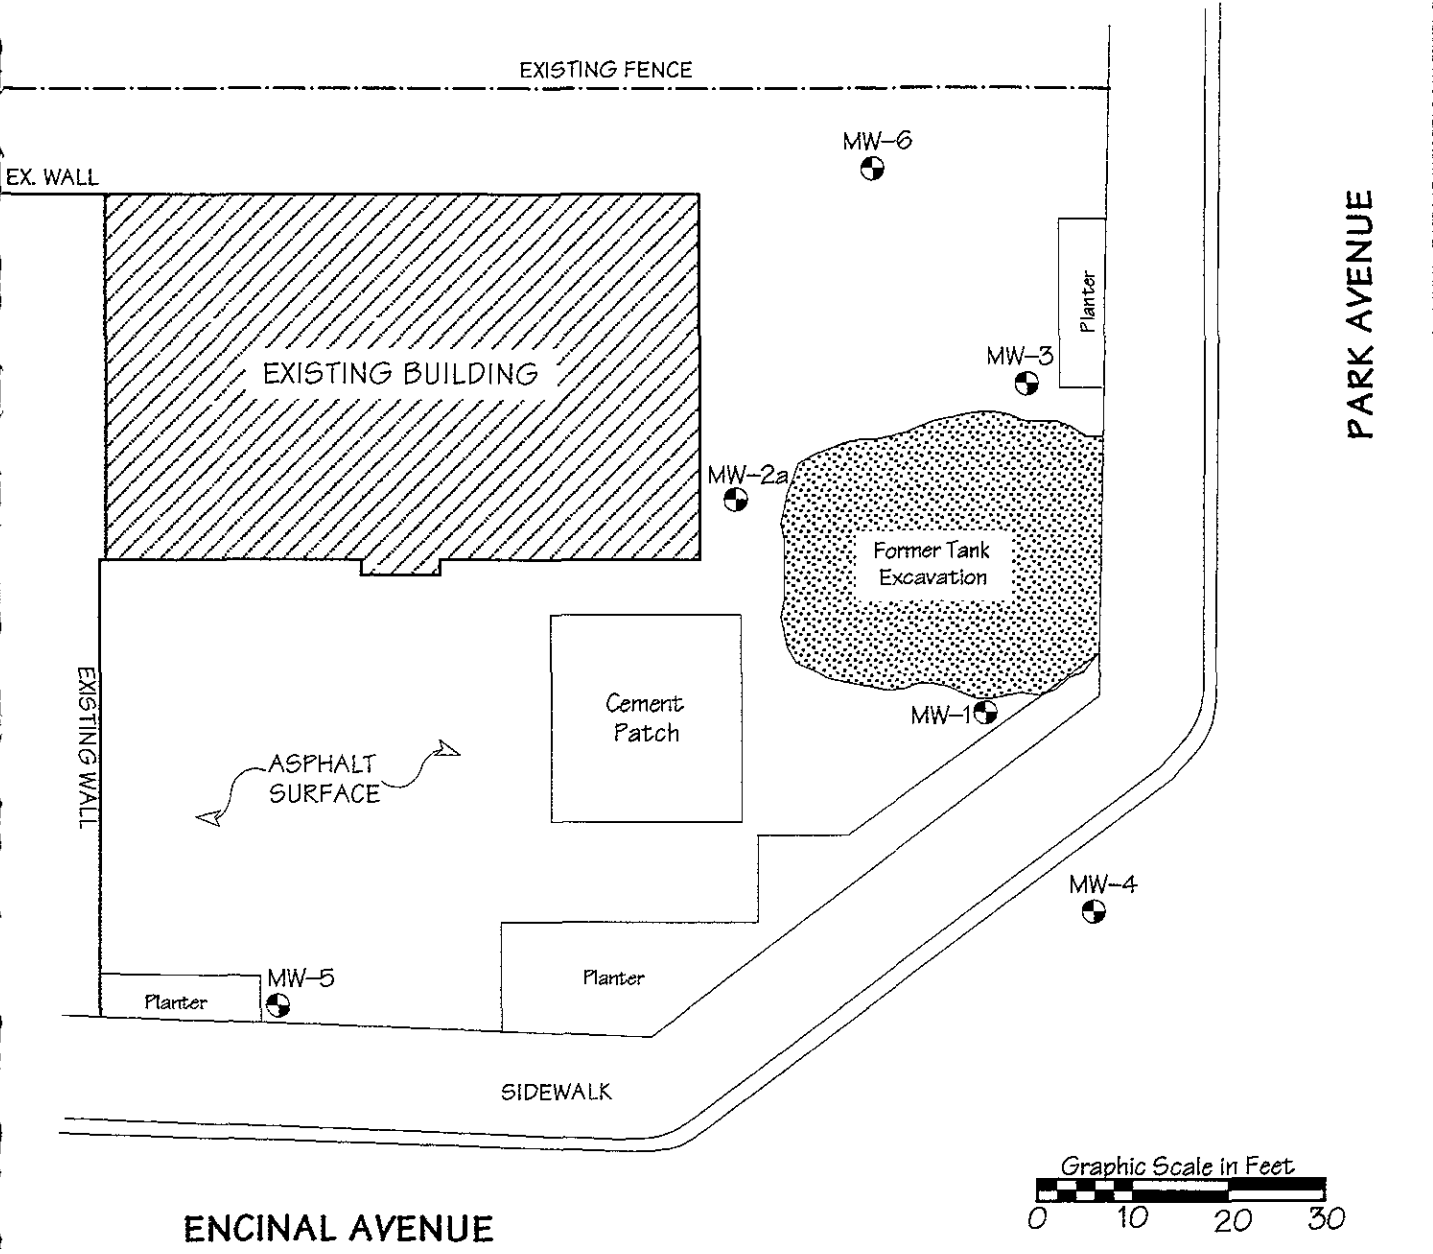 EXISTING FENCE
MW-6
EX. WALL
PARK AVENUE
Planter
MW-3
EXISTING BUILDING
MW-2a
Former Tank
Excavation
EXISTING WALL
Cement
Patch
MW-1
ASPHALT
SURFACE
MW-4
MW-5
Planter
Planter
SIDEWALK
Graphic Scale in Feet
0 10 20 30
ENCINAL AVENUE